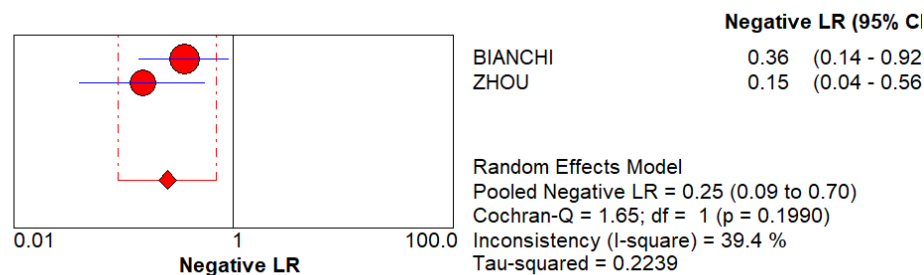 Negative LR (95% CI
BIANCHI 0.36 (0.14 - 0.92
ZHOU 0.15 (0.04 - 0.56
Random Effects Model
Pooled Negative LR = 0.25 (0.09 to 0.70)
Cochran-Q = 1.65; df = 1 (p = 0.1990)
Inconsistency (I-square) = 39.4 %
Tau-squared = 0.2239
0.01 1 100.0
Negative LR